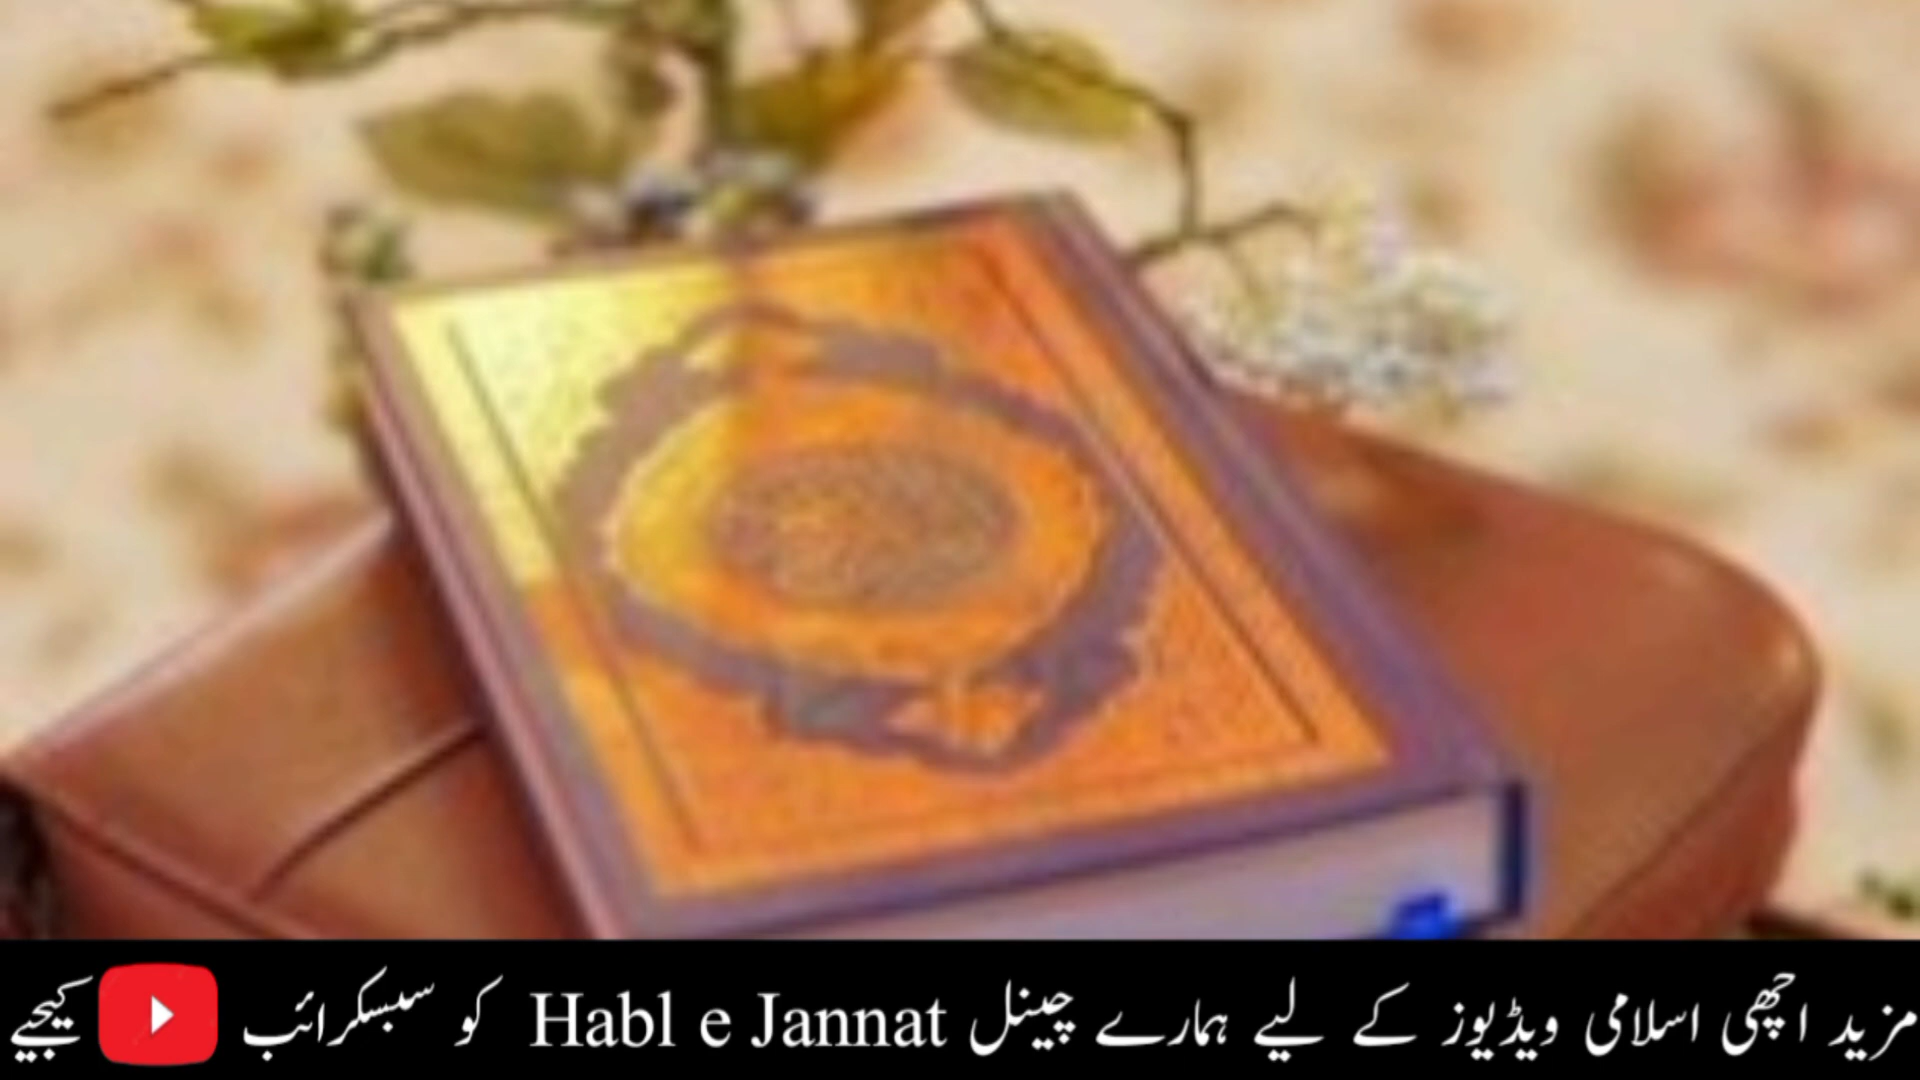 مزید اچھی اسلامی ویڈیوز کے لیے ہمارے چینل Habl e Jannat کو سبسکرائب کیجیے